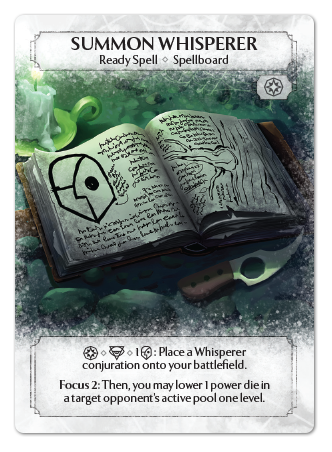 SUMMON WHISPERER
Ready Spell ◇ Spellboard
◇ ◇ 1 : Place a Whisperer
conjuration onto your battlefield.
Focus 2: Then, you may lower 1 power die in
a target opponent's active pool one level.